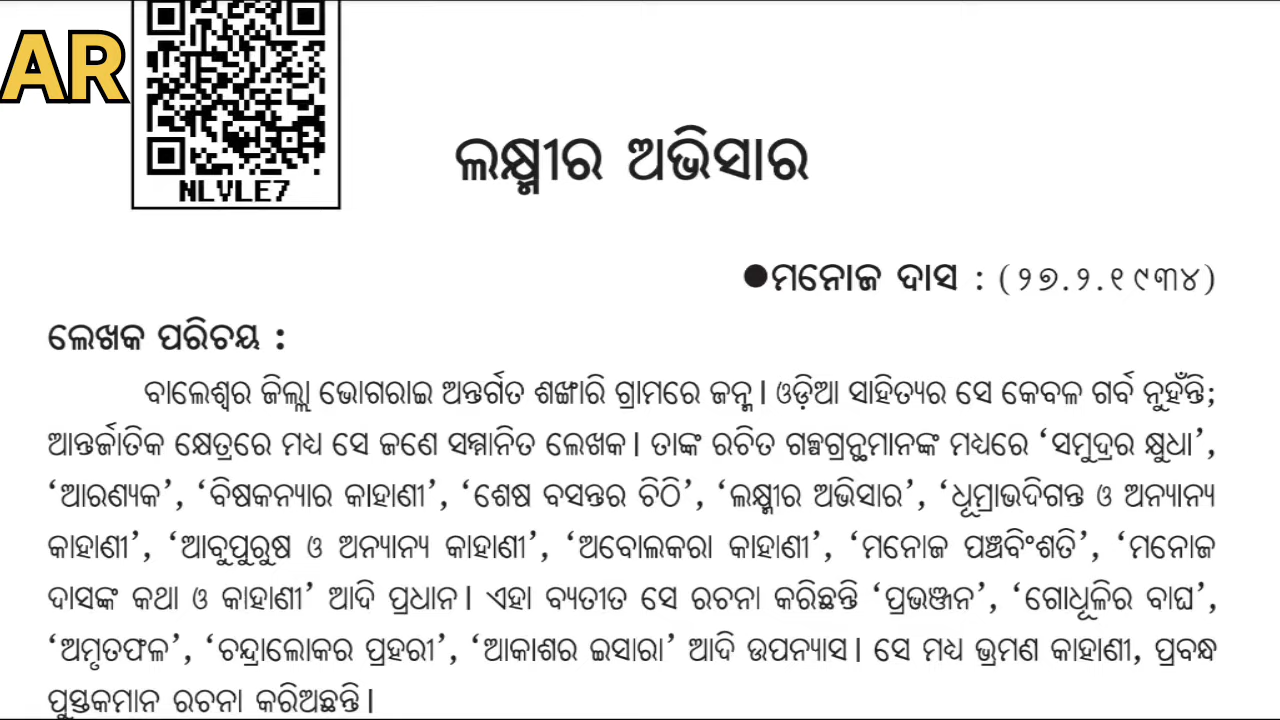 AR
NLVLE7
ଲକ୍ଷ୍ମୀର ଅଭିସାର
●ମନୋଜ ଦାସ : (୨୭.୨.୧୯୩୪)
ଲେଖକ ପରିଚୟ :
ବାଲେଶ୍ୱର ଜିଲ୍ଲା ଭୋଗରାଇ ଅନ୍ତର୍ଗତ ଶଙ୍ଖାରି ଗ୍ରାମରେ ଜନ୍ମ। ଓଡ଼ିଆ ସାହିତ୍ୟର ସେ କେବଳ ଗର୍ବ ନୁହଁନ୍ତି;
ଆନ୍ତର୍ଜାତିକ କ୍ଷେତ୍ରରେ ମଧ୍ୟ ସେ ଜଣେ ସମ୍ମାନିତ ଲେଖକ। ତାଙ୍କ ରଚିତ ଗଳ୍ପଗ୍ରନ୍ଥମାନଙ୍କ ମଧ୍ୟରେ ‘ସମୁଦ୍ରର କ୍ଷୁଧା’,
‘ଆରଣ୍ୟକ’, ‘ବିଷକନ୍ୟାର କାହାଣୀ’, ‘ଶେଷ ବସନ୍ତର ଚିଠି’, ‘ଲକ୍ଷ୍ମୀର ଅଭିସାର’, ‘ଧୂମ୍ରାଭଦିଗନ୍ତ ଓ ଅନ୍ୟାନ୍ୟ
କାହାଣୀ’, ‘ଆବୁପୁରୁଷ ଓ ଅନ୍ୟାନ୍ୟ କାହାଣୀ’, ‘ଅବୋଲକରା କାହାଣୀ’, ‘ମନୋଜ ପଞ୍ଚବିଂଶତି’, ‘ମନୋଜ
ଦାସଙ୍କ କଥା ଓ କାହାଣୀ’ ଆଦି ପ୍ରଧାନ। ଏହା ବ୍ୟତୀତ ସେ ରଚନା କରିଛନ୍ତି ‘ପ୍ରଭଞ୍ଜନ’, ‘ଗୋଧୂଳିର ବାଘ’,
‘ଅମୃତଫଳ’, ‘ଚନ୍ଦ୍ରାଲୋକର ପ୍ରହରୀ’, ‘ଆକାଶର ଇସାରା’ ଆଦି ଉପନ୍ୟାସ। ସେ ମଧ୍ୟ ଭ୍ରମଣ କାହାଣୀ, ପ୍ରବନ୍ଧ
ପୁସ୍ତକମାନ ରଚନା କରିଅଛନ୍ତି।